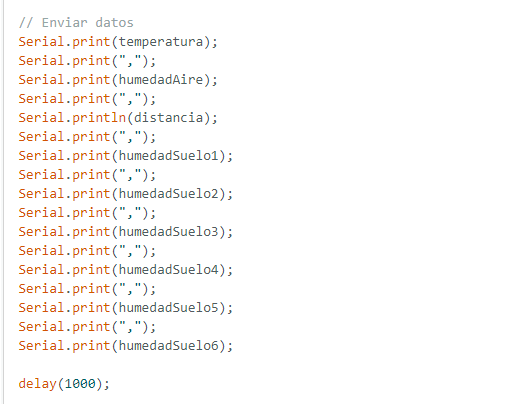 // Enviar datos
Serial.print(temperatura);
Serial.print(",");
Serial.print(humedadAire);
Serial.print(",");
Serial.println(distancia);
Serial.print(",");
Serial.print(humedadSuelo1);
Serial.print(",");
Serial.print(humedadSuelo2);
Serial.print(",");
Serial.print(humedadSuelo3);
Serial.print(",");
Serial.print(humedadSuelo4);
Serial.print(",");
Serial.print(humedadSuelo5);
Serial.print(",");
Serial.print(humedadSuelo6);
delay(1000);